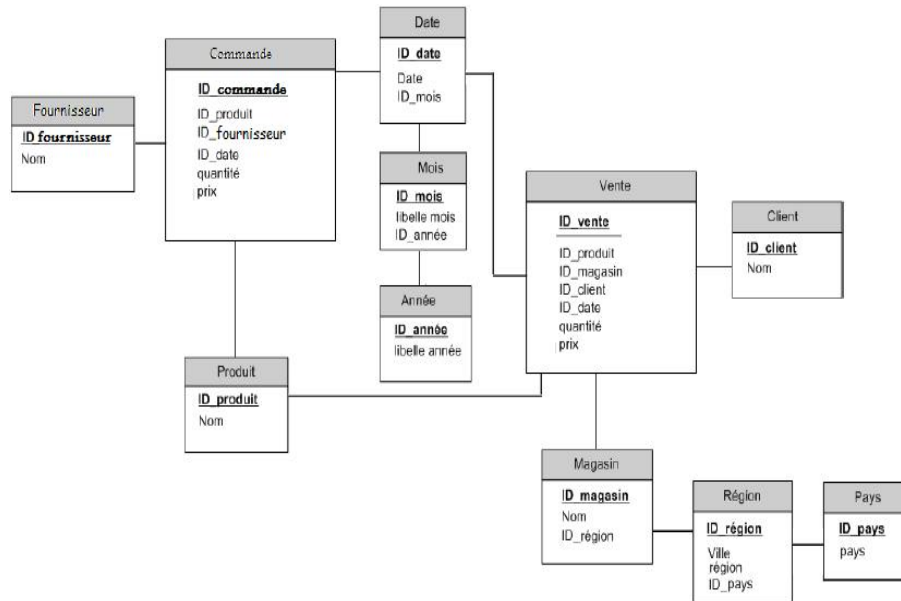 Date
ID_date
Date
ID_mois
Commande
ID_commande
ID_produit
ID_fournisseur
ID_date
quantité
prix
Fournisseur
ID_fournisseur
Nom
Mois
ID_mois
libelle mois
ID_année
Année
ID_année
libelle année
Vente
ID_vente
ID_produit
ID_magasin
ID_client
ID_date
quantité
prix
Client
ID_client
Nom
Produit
ID_produit
Nom
Magasin
ID_magasin
Nom
ID_région
Région
ID_région
Ville
région
ID_pays
Pays
ID_pays
pays